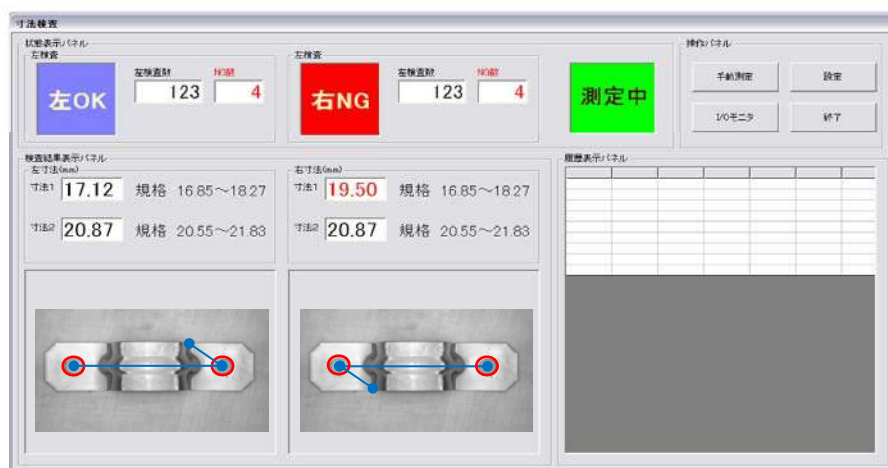 寸法検査
状態表示パネル
左検査
左OK
左検査数
123
NG数
4
左検査
右NG
左検査数
123
NG数
4
測定中
操作パネル
手動測定
設定
I/Oモニタ
終了
検査結果表示パネル
左寸法(mm)
寸法1 17.12 規格 16.85～18.27
寸法2 20.87 規格 20.55～21.83
右寸法(mm)
寸法1 19.50 規格 16.85～18.27
寸法2 20.87 規格 20.55～21.83
履歴表示パネル